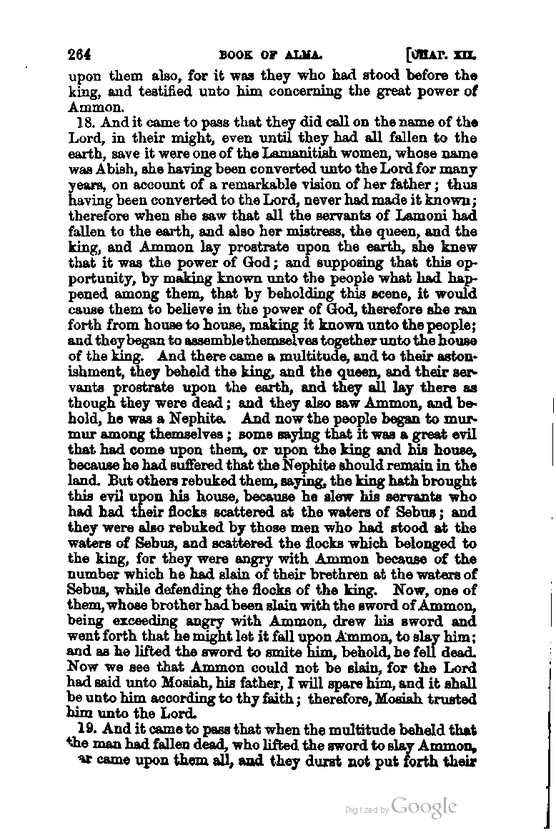 264 BOOK OF ALMA. [CHAP. XII.
upon them also, for it was they who had stood before the
king, and testified unto him concerning the great power of
Ammon.
18. And it came to pass that they did call on the name of the
Lord, in their might, even until they had all fallen to the
earth, save it were one of the Lamanitish women, whose name
was Abish, she having been converted unto the Lord for many
years, on account of a remarkable vision of her father; thus
having been converted to the Lord, never had made it known;
therefore when she saw that all the servants of Lamoni had
fallen to the earth, and also her mistress, the queen, and the
king, and Ammon lay prostrate upon the earth, she knew
that it was the power of God; and supposing that this op-
portunity, by making known unto the people what had hap-
pened among them, that by beholding this scene, it would
cause them to believe in the power of God, therefore she ran
forth from house to house, making it known unto the people;
and they began to assemble themselves together unto the house
of the king. And there came a multitude, and to their aston-
ishment, they beheld the king, and the queen, and their ser-
vants prostrate upon the earth, and they all lay there as
though they were dead; and they also saw Ammon, and be-
hold, he was a Nephite. And now the people began to mur-
mur among themselves; some saying that it was a great evil
that had come upon them, or upon the king and his house,
because he had suffered that the Nephite should remain in the
land. But others rebuked them, saying, the king hath brought
this evil upon his house, because he slew his servants who
had had their flocks scattered at the waters of Sebus; and
they were also rebuked by those men who had stood at the
waters of Sebus, and scattered the flocks which belonged to
the king, for they were angry with Ammon because of the
number which he had slain of their brethren at the waters of
Sebus, while defending the flocks of the king. Now, one of
them, whose brother had been slain with the sword of Ammon,
being exceeding angry with Ammon, drew his sword and
went forth that he might let it fall upon Ammon, to slay him;
and as he lifted the sword to smite him, behold, he fell dead.
Now we see that Ammon could not be slain, for the Lord
had said unto Mosiah, his father, I will spare him, and it shall
be unto him according to thy faith; therefore, Mosiah trusted
him unto the Lord.
19. And it came to pass that when the multitude beheld that
the man had fallen dead, who lifted the sword to slay Ammon,
ar came upon them all, and they durst not put forth their
Digitized by Google